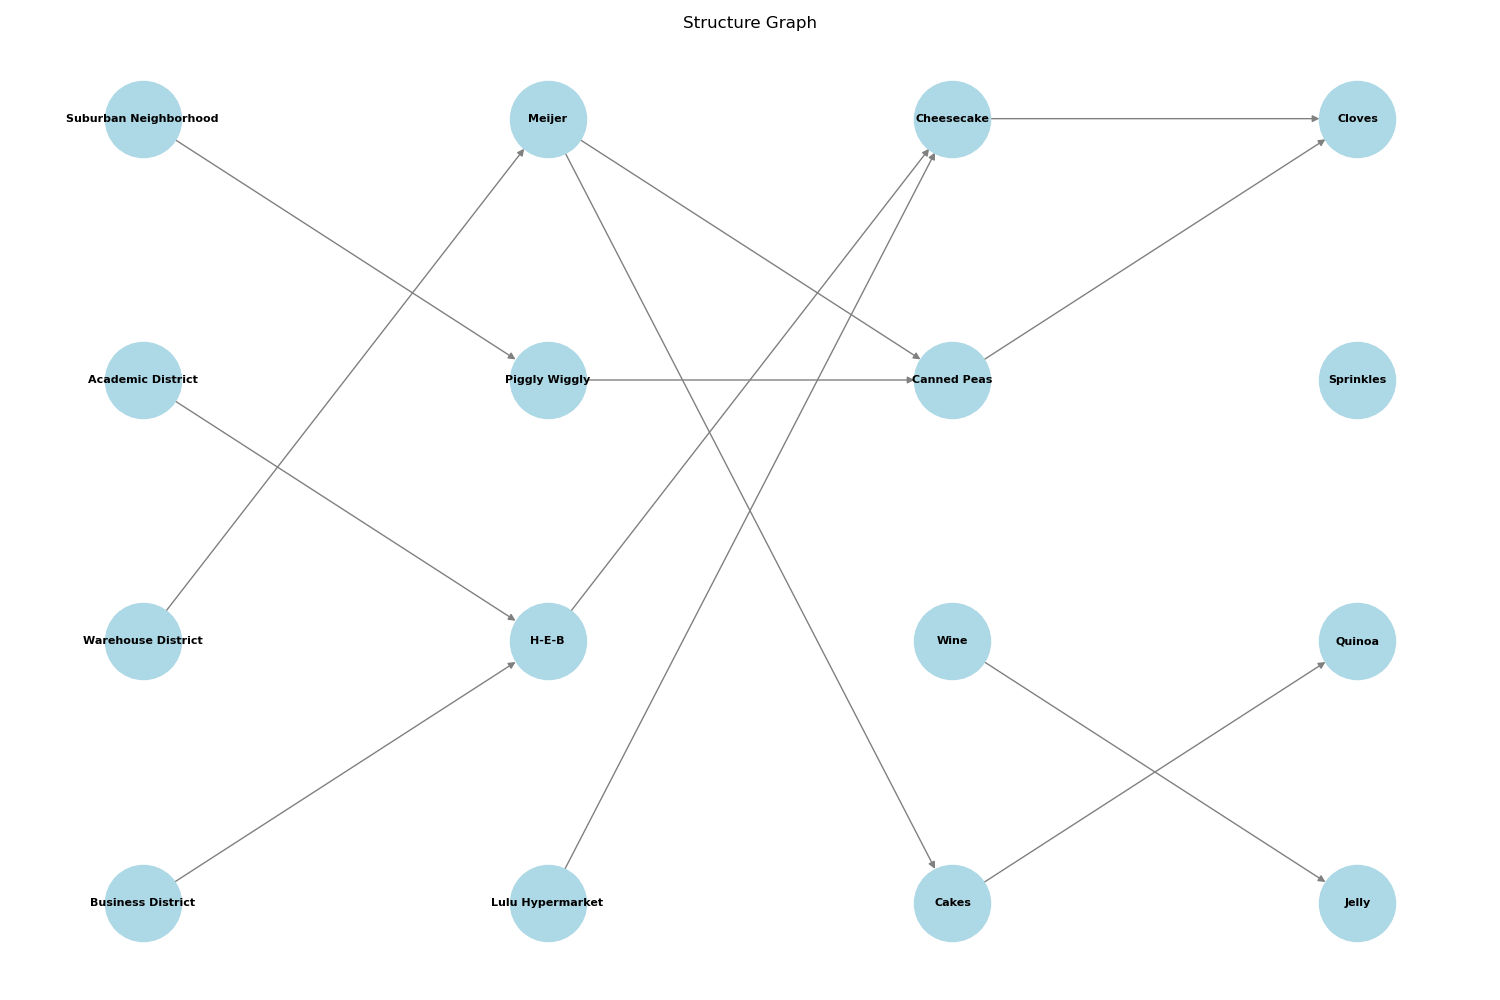 Structure Graph
Suburban Neighborhood
Meijer
Cheesecake
Cloves
Academic District
Piggly Wiggly
Canned Peas
Sprinkles
Warehouse District
H-E-B
Wine
Quinoa
Business District
Lulu Hypermarket
Cakes
Jelly